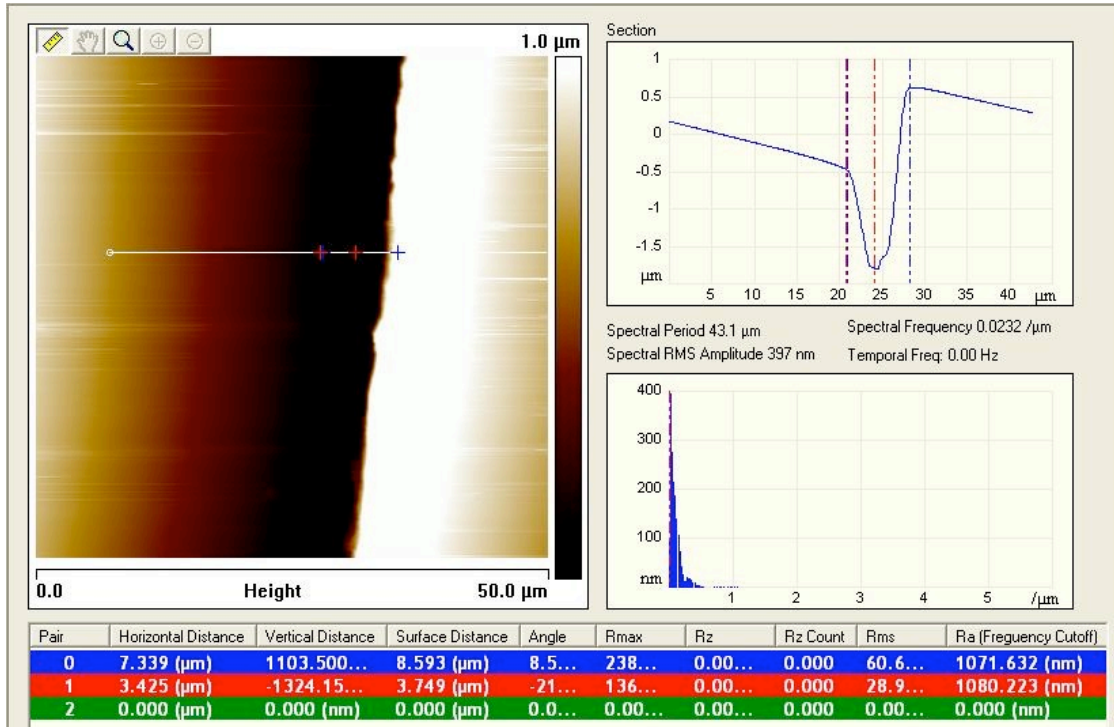 1.0 µm
0.0 Height 50.0 µm
Section
1
0.5
0
-0.5
-1
-1.5
µm
5 10 15 20 25 30 35 40 µm
Spectral Period 43.1 µm Spectral Frequency 0.0232 /µm
Spectral RMS Amplitude 397 nm Temporal Freq: 0.00 Hz
400
300
200
100
nm
1 2 3 4 5 /µm
Pair Horizontal Distance Vertical Distance Surface Distance Angle Rmax Rz Rz Count Rms Ra (Freguency Cutoff)
0 7.339 (µm) 1103.500... 8.593 (µm) 8.5... 238... 0.00... 0.000 60.6... 1071.632 (nm)
1 3.425 (µm) -1324.15... 3.749 (µm) -21... 136... 0.00... 0.000 28.9... 1080.223 (nm)
2 0.000 (µm) 0.000 (nm) 0.000 (µm) 0.0... 0.00... 0.00... 0.000 0.00... 0.000 (nm)